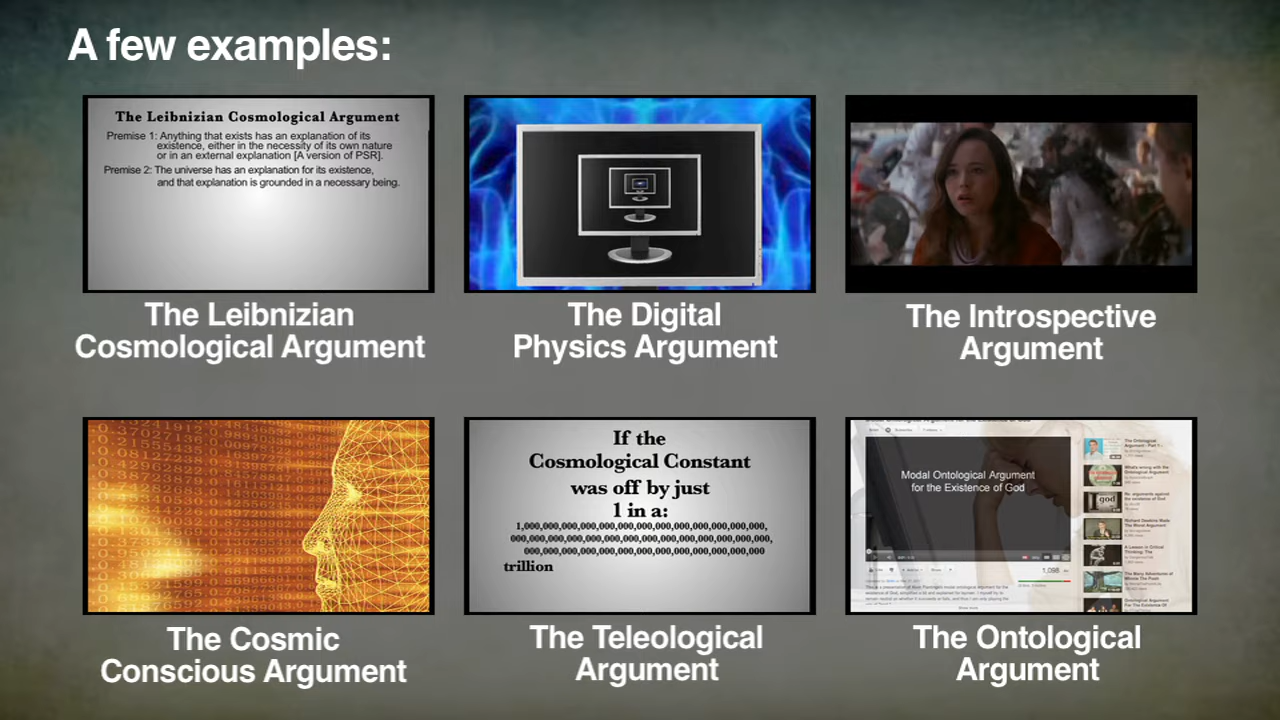 A few examples:
The Leibnizian Cosmological Argument
Premise 1: Anything that exists has an explanation of its
existence, either in the necessity of its own nature
or in an external explanation [A version of PSR].
Premise 2: The universe has an explanation for its existence,
and that explanation is grounded in a necessary being.
The Leibnizian
Cosmological Argument
The Digital
Physics Argument
The Introspective
Argument
If the
Cosmological Constant
was off by just
1 in a:
1,000,000,000,000,000,000,000,000,000,000,000,000,000,
000,000,000,000,000,000,000,000,000,000,000,000,000,000,
000,000,000,000,000,000,000,000,000,000,000,000,000
trillion
Modal Ontological Argument
for the Existence of God
The Cosmic
Conscious Argument
The Teleological
Argument
The Ontological
Argument